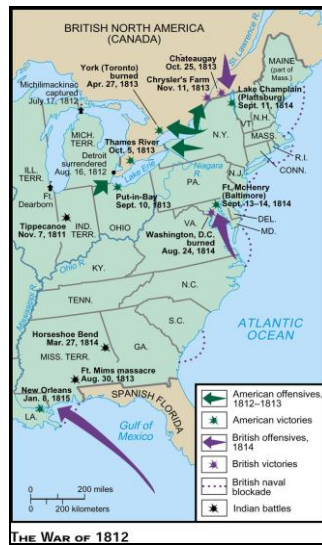 BRITISH NORTH AMERICA
(CANADA)
St. Lawrence R.
Chateaugay
Oct. 25, 1813
York (Toronto)
burned
Apr. 27, 1813
Chrysler's Farm
Nov. 11, 1813
MAINE
(part of
Mass.)
Michilimackinac
captured
July 17, 1812
Lake Champlain
(Plattsburg)
Sept. 11, 1814
Thames River
Oct. 5, 1813
MICH.
TERR.
Detroit
surrendered
Aug. 16, 1812
VT.
N.H.
N.Y.
MASS.
R.I.
CONN.
Lake Erie
Niagara
R.
ILL.
TERR.
Ft.
Dearborn
Put-in-Bay
Sept. 10, 1813
PA.
N.J.
Ft. McHenry
(Baltimore)
Sept. 13–14, 1814
Tippecanoe
Nov. 7, 1811
IND.
TERR.
OHIO
VA.
DEL.
MD.
Washington, D.C.
burned
Aug. 24, 1814
Ohio R.
KY.
Mississippi R.
N.C.
TENN.
S.C.
ATLANTIC
OCEAN
Horseshoe Bend
Mar. 27, 1814
MISS. TERR.
GA.
Ft. Mims massacre
Aug. 30, 1813
New Orleans
Jan. 8, 1815
LA.
SPANISH FLORIDA
Gulf of
Mexico
American offensives,
1812–1813
American victories
British offensives,
1814
British victories
British naval
blockade
Indian battles
0 200 miles
0 200 kilometers
THE WAR OF 1812